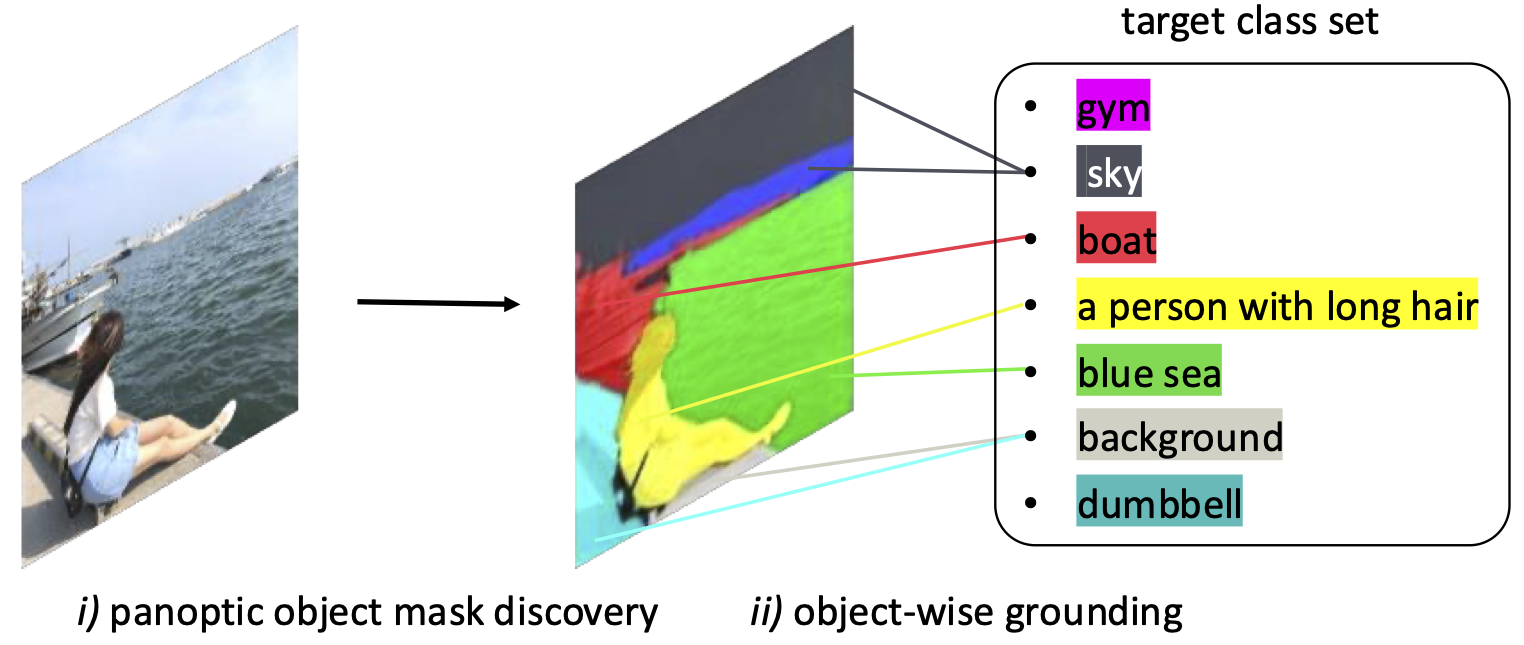 target class set
• gym
• sky
• boat
• a person with long hair
• blue sea
• background
• dumbbell
i) panoptic object mask discovery
ii) object-wise grounding